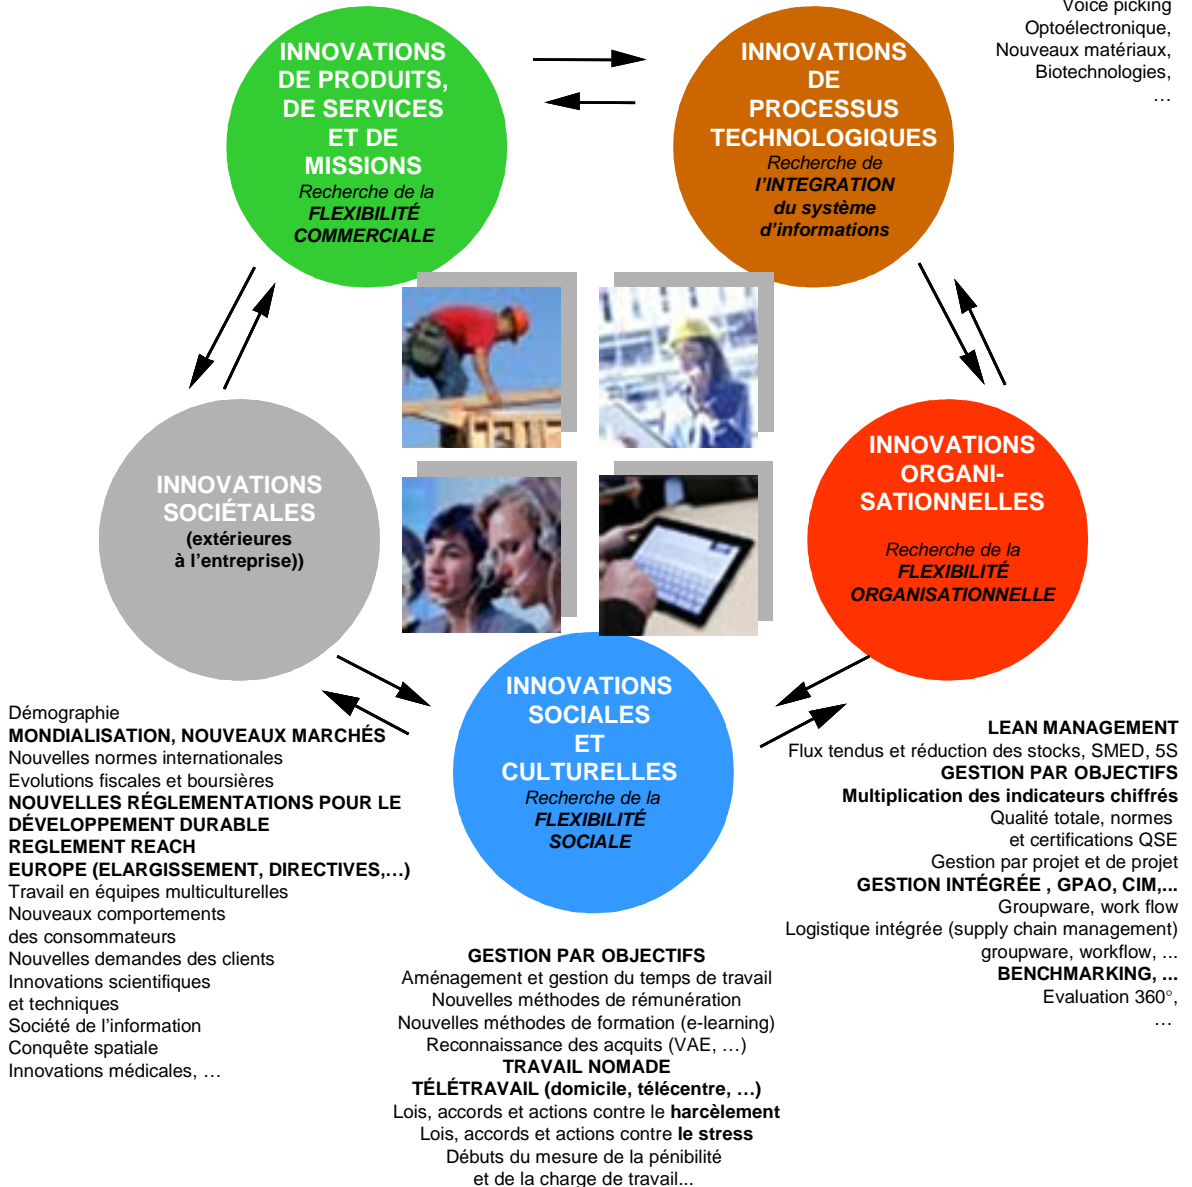 Voice picking
Optoélectronique,
Nouveaux matériaux,
Biotechnologies,
…
INNOVATIONS
DE PRODUITS,
DE SERVICES
ET DE
MISSIONS
Recherche de la
FLEXIBILITÉ
COMMERCIALE
INNOVATIONS
DE
PROCESSUS
TECHNOLOGIQUES
Recherche de
l’INTEGRATION
du système
d’informations
INNOVATIONS
SOCIÉTALES
(extérieures
à l’entreprise))
INNOVATIONS
ORGANI-
SATIONNELLES
Recherche de la
FLEXIBILITÉ
ORGANISATIONNELLE
INNOVATIONS
SOCIALES
ET
CULTURELLES
Recherche de la
FLEXIBILITÉ
SOCIALE
Démographie
MONDIALISATION, NOUVEAUX MARCHÉS
Nouvelles normes internationales
Evolutions fiscales et boursières
NOUVELLES RÉGLEMENTATIONS POUR LE
DÉVELOPPEMENT DURABLE
REGLEMENT REACH
EUROPE (ELARGISSEMENT, DIRECTIVES,…)
Travail en équipes multiculturelles
Nouveaux comportements
des consommateurs
Nouvelles demandes des clients
Innovations scientifiques
et techniques
Société de l’information
Conquête spatiale
Innovations médicales, …
GESTION PAR OBJECTIFS
Aménagement et gestion du temps de travail
Nouvelles méthodes de rémunération
Nouvelles méthodes de formation (e-learning)
Reconnaissance des acquits (VAE, …)
TRAVAIL NOMADE
TÉLÉTRAVAIL (domicile, télécentre, …)
Lois, accords et actions contre le harcèlement
Lois, accords et actions contre le stress
Débuts du mesure de la pénibilité
et de la charge de travail...
LEAN MANAGEMENT
Flux tendus et réduction des stocks, SMED, 5S
GESTION PAR OBJECTIFS
Multiplication des indicateurs chiffrés
Qualité totale, normes
et certifications QSE
Gestion par projet et de projet
GESTION INTÉGRÉE , GPAO, CIM,...
Groupware, work flow
Logistique intégrée (supply chain management)
groupware, workflow, ...
BENCHMARKING, ...
Evaluation 360°,
…